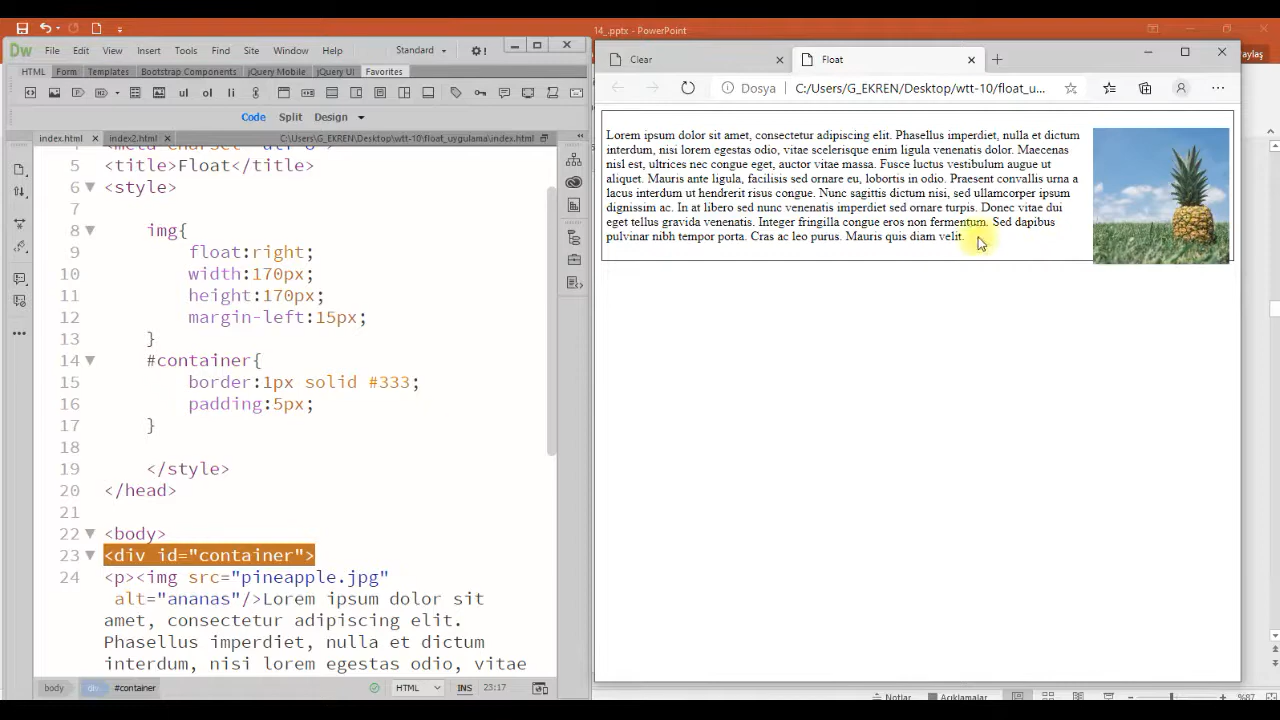 14_.pptx - PowerPoint
Dw File Edit View Insert Tools Find Site Window Help Standard
HTML Form Templates Bootstrap Components jQuery Mobile jQuery UI Favorites
ul ol li
Code Split Design
index.html × index2.html × C:\Users\G_EKREN\Desktop\wtt-10\float_uygulama\index.html
5 <title>Float</title>
6 <style>
7
8 img{
9 float:right;
10 width:170px;
11 height:170px;
12 margin-left:15px;
13 }
14 #container{
15 border:1px solid #333;
16 padding:5px;
17 }
18
19 </style>
20 </head>
21
22 <body>
23 <div id="container">
24 <p><img src="pineapple.jpg"
alt="ananas"/>Lorem ipsum dolor sit
amet, consectetur adipiscing elit.
Phasellus imperdiet, nulla et dictum
interdum, nisi lorem egestas odio, vitae
body div #container HTML INS 23:17
Clear Float
Dosya C:/Users/G_EKREN/Desktop/wtt-10/float_u...
Lorem ipsum dolor sit amet, consectetur adipiscing elit. Phasellus imperdiet, nulla et dictum
interdum, nisi lorem egestas odio, vitae scelerisque enim ligula venenatis dolor. Maecenas
nisl est, ultrices nec congue eget, auctor vitae massa. Fusce luctus vestibulum augue ut
aliquet. Mauris ante ligula, facilisis sed ornare eu, lobortis in odio. Praesent convallis urna a
lacus interdum ut hendrerit risus congue. Nunc sagittis dictum nisi, sed ullamcorper ipsum
dignissim ac. In at libero sed nunc venenatis imperdiet sed ornare turpis. Donec vitae dui
eget tellus gravida venenatis. Integer fringilla congue eros non fermentum. Sed dapibus
pulvinar nibh tempor porta. Cras ac leo purus. Mauris quis diam velit.
aylaş
Notlar Açıklamalar %87